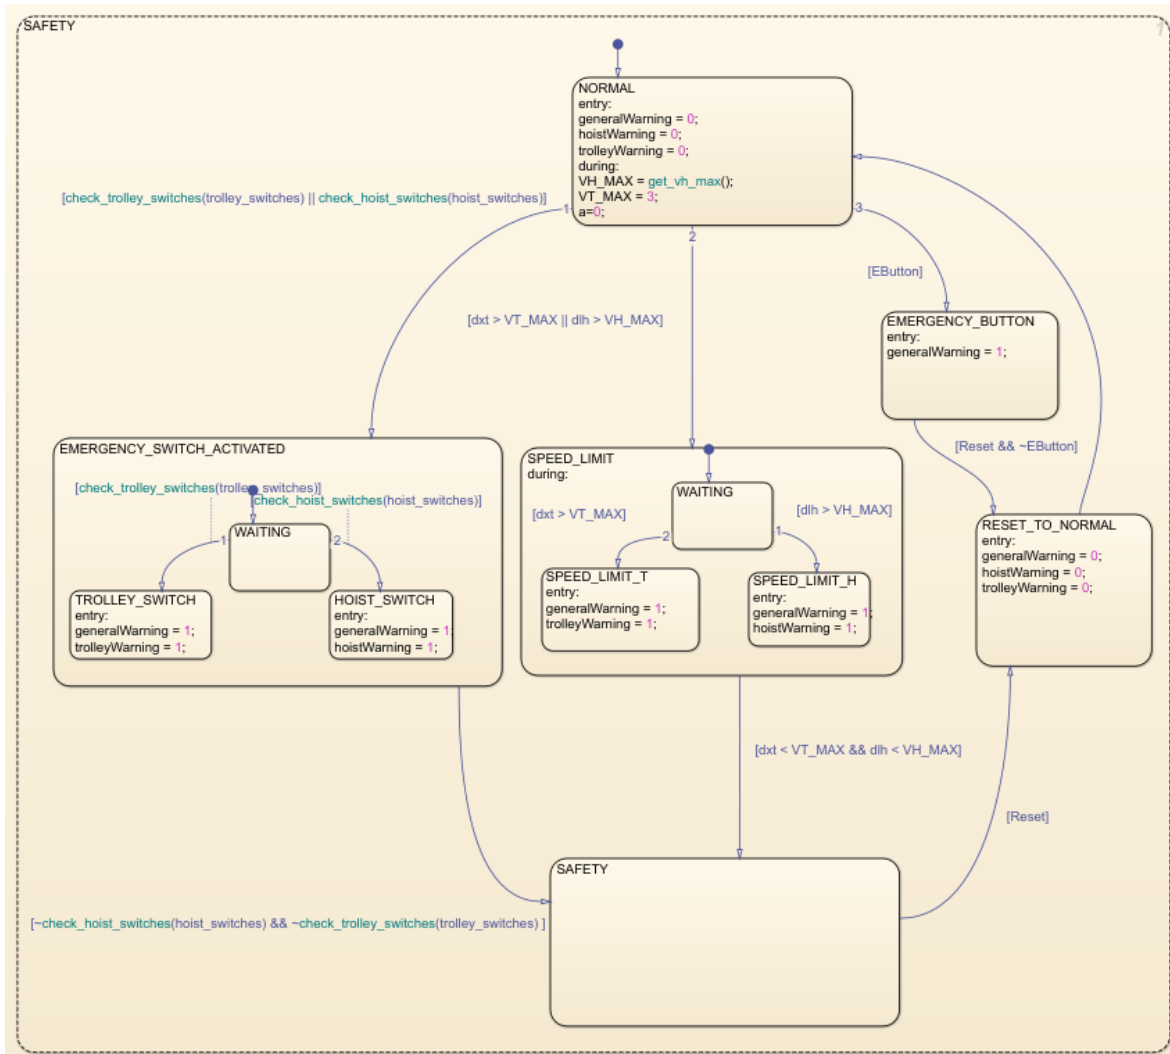 SAFETY
1
NORMAL
entry:
generalWarning = 0;
hoistWarning = 0;
trolleyWarning = 0;
during:
VH_MAX = get_vh_max();
VT_MAX = 3;
a=0;
[check_trolley_switches(trolley_switches) || check_hoist_switches(hoist_switches)]
1
2
3
[EButton]
[dxt > VT_MAX || dlh > VH_MAX]
EMERGENCY_BUTTON
entry:
generalWarning = 1;
[Reset && ~EButton]
EMERGENCY_SWITCH_ACTIVATED
[check_trolley_switches(trolley_switches)]
[check_hoist_switches(hoist_switches)]
WAITING
1
2
TROLLEY_SWITCH
entry:
generalWarning = 1;
trolleyWarning = 1;
HOIST_SWITCH
entry:
generalWarning = 1;
hoistWarning = 1;
SPEED_LIMIT
during:
WAITING
[dxt > VT_MAX]
[dlh > VH_MAX]
2
1
SPEED_LIMIT_T
entry:
generalWarning = 1;
trolleyWarning = 1;
SPEED_LIMIT_H
entry:
generalWarning = 1;
hoistWarning = 1;
RESET_TO_NORMAL
entry:
generalWarning = 0;
hoistWarning = 0;
trolleyWarning = 0;
[dxt < VT_MAX && dlh < VH_MAX]
[Reset]
SAFETY
[~check_hoist_switches(hoist_switches) && ~check_trolley_switches(trolley_switches) ]